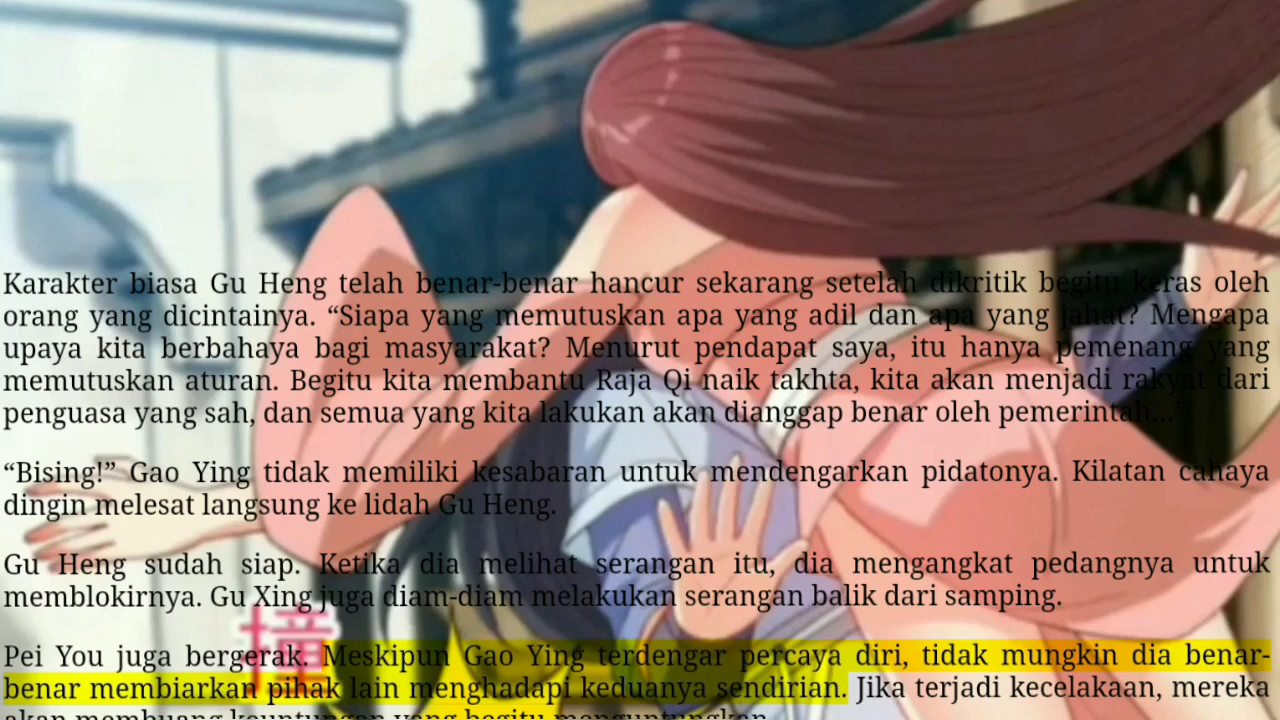 Karakter biasa Gu Heng telah benar-benar hancur sekarang setelah dikritik begitu keras oleh
orang yang dicintainya. “Siapa yang memutuskan apa yang adil dan apa yang jahat? Mengapa
upaya kita berbahaya bagi masyarakat? Menurut pendapat saya, itu hanya pemenang yang
memutuskan aturan. Begitu kita membantu Raja Qi naik takhta, kita akan menjadi rakyat dari
penguasa yang sah, dan semua yang kita lakukan akan dianggap benar oleh pemerintah...”
“Bising!” Gao Ying tidak memiliki kesabaran untuk mendengarkan pidatonya. Kilatan cahaya
dingin melesat langsung ke lidah Gu Heng.
Gu Heng sudah siap. Ketika dia melihat serangan itu, dia mengangkat pedangnya untuk
memblokirnya. Gu Xing juga diam-diam melakukan serangan balik dari samping.
撞
Pei You juga bergerak. Meskipun Gao Ying terdengar percaya diri, tidak mungkin dia benar-
benar membiarkan pihak lain menghadapi keduanya sendirian. Jika terjadi kecelakaan, mereka
akan membuang keuntungan yang begitu menguntungkan.